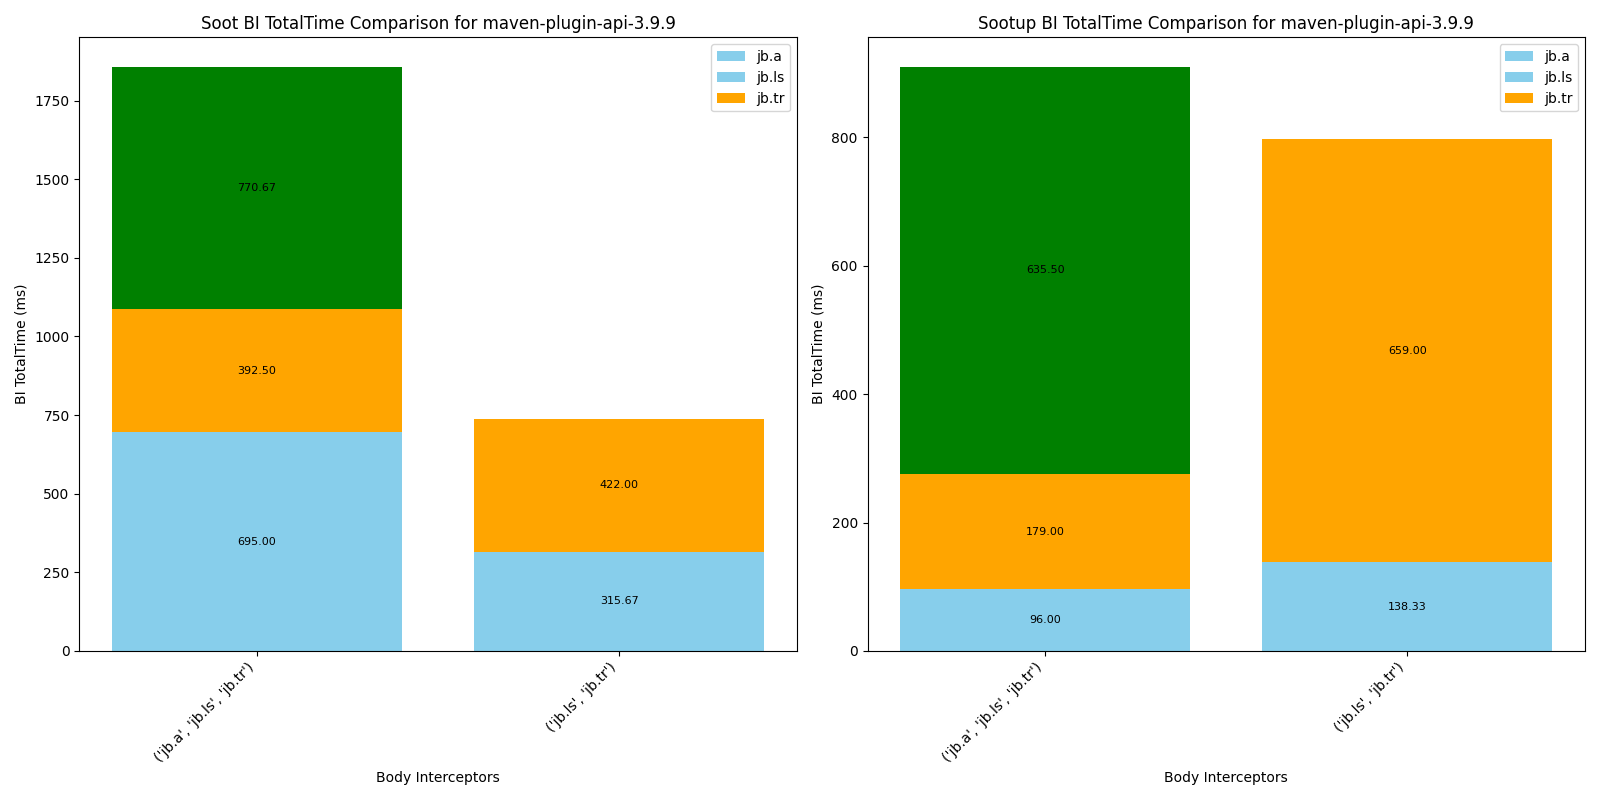 Soot BI TotalTime Comparison for maven-plugin-api-3.9.9
BI TotalTime (ms)
1750
1500
1250
1000
750
500
250
0
jb.a
jb.ls
jb.tr
770.67
392.50
695.00
422.00
315.67
('jb.a', 'jb.ls', 'jb.tr')
('jb.ls', 'jb.tr')
Body Interceptors
Sootup BI TotalTime Comparison for maven-plugin-api-3.9.9
BI TotalTime (ms)
800
600
400
200
0
jb.a
jb.ls
jb.tr
635.50
179.00
96.00
659.00
138.33
('jb.a', 'jb.ls', 'jb.tr')
('jb.ls', 'jb.tr')
Body Interceptors